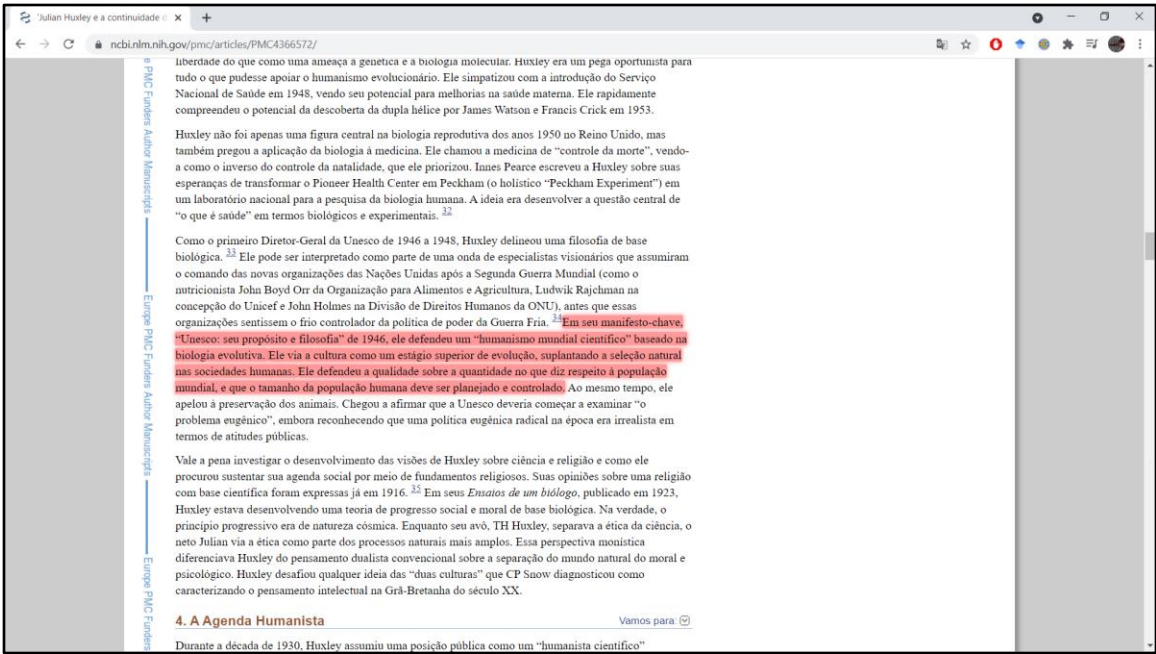 'Julian Huxley e a continuidade d
ncbi.nlm.nih.gov/pmc/articles/PMC4366572/
liberdade do que como uma ameaça à genética e à biologia molecular. Huxley era um pega oportunista para
tudo o que pudesse apoiar o humanismo evolucionário. Ele simpatizou com a introdução do Serviço
Nacional de Saúde em 1948, vendo seu potencial para melhorias na saúde materna. Ele rapidamente
compreendeu o potencial da descoberta da dupla hélice por James Watson e Francis Crick em 1953.
Huxley não foi apenas uma figura central na biologia reprodutiva dos anos 1950 no Reino Unido, mas
também pregou a aplicação da biologia à medicina. Ele chamou a medicina de “controle da morte”, vendo-
a como o inverso do controle da natalidade, que ele priorizou. Innes Pearce escreveu a Huxley sobre suas
esperanças de transformar o Pioneer Health Center em Peckham (o holístico “Peckham Experiment”) em
um laboratório nacional para a pesquisa da biologia humana. A ideia era desenvolver a questão central de
“o que é saúde” em termos biológicos e experimentais. 32
Como o primeiro Diretor-Geral da Unesco de 1946 a 1948, Huxley delineou uma filosofia de base
biológica. 33 Ele pode ser interpretado como parte de uma onda de especialistas visionários que assumiram
o comando das novas organizações das Nações Unidas após a Segunda Guerra Mundial (como o
nutricionista John Boyd Orr da Organização para Alimentos e Agricultura, Ludwik Rajchman na
concepção do Unicef e John Holmes na Divisão de Direitos Humanos da ONU), antes que essas
organizações sentissem o frio controlador da política de poder da Guerra Fria. 34 Em seu manifesto-chave,
“Unesco: seu propósito e filosofia” de 1946, ele defendeu um “humanismo mundial científico” baseado na
biologia evolutiva. Ele via a cultura como um estágio superior de evolução, suplantando a seleção natural
nas sociedades humanas. Ele defendeu a qualidade sobre a quantidade no que diz respeito à população
mundial, e que o tamanho da população humana deve ser planejado e controlado. Ao mesmo tempo, ele
apelou à preservação dos animais. Chegou a afirmar que a Unesco deveria começar a examinar “o
problema eugênico”, embora reconhecendo que uma política eugênica radical na época era irrealista em
termos de atitudes públicas.
Vale a pena investigar o desenvolvimento das visões de Huxley sobre ciência e religião e como ele
procurou sustentar sua agenda social por meio de fundamentos religiosos. Suas opiniões sobre uma religião
com base científica foram expressas já em 1916. 35 Em seus Ensaios de um biólogo, publicado em 1923,
Huxley estava desenvolvendo uma teoria de progresso social e moral de base biológica. Na verdade, o
princípio progressivo era de natureza cósmica. Enquanto seu avô, TH Huxley, separava a ética da ciência, o
neto Julian via a ética como parte dos processos naturais mais amplos. Essa perspectiva monística
diferenciava Huxley do pensamento dualista convencional sobre a separação do mundo natural do moral e
psicológico. Huxley desafiou qualquer ideia das “duas culturas” que CP Snow diagnosticou como
caracterizando o pensamento intelectual na Grã-Bretanha do século XX.
4. A Agenda Humanista
Vamos para:
Durante a década de 1930, Huxley assumiu uma posição pública como um “humanista científico”
e PMC Funders Author Manuscripts
Europe PMC Funders Author Manuscripts
Europe PMC Funders